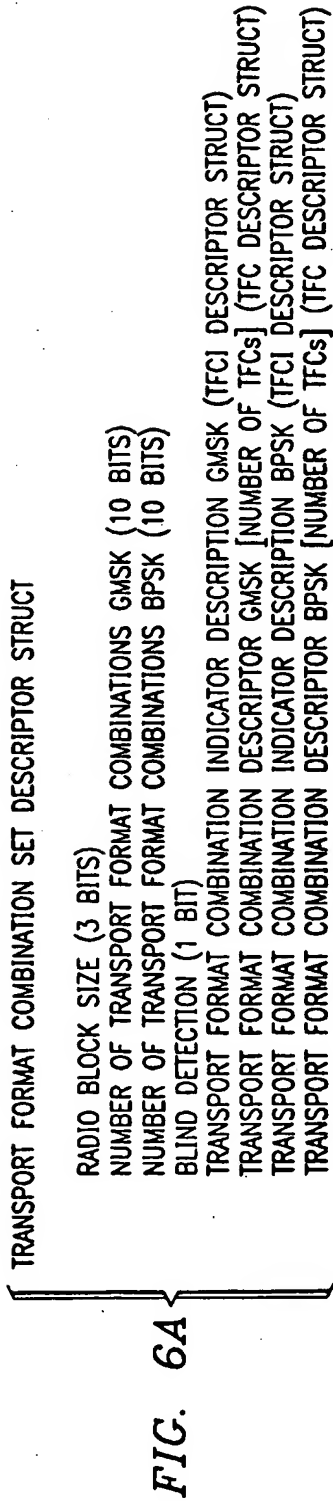 TRANSPORT FORMAT COMBINATION SET DESCRIPTOR STRUCT
RADIO BLOCK SIZE (3 BITS)
NUMBER OF TRANSPORT FORMAT COMBINATIONS GMSK (10 BITS)
NUMBER OF TRANSPORT FORMAT COMBINATIONS BPSK (10 BITS)
BLIND DETECTION (1 BIT)
TRANSPORT FORMAT COMBINATION INDICATOR DESCRIPTION GMSK (TFCI DESCRIPTOR STRUCT)
TRANSPORT FORMAT COMBINATION DESCRIPTOR GMSK [NUMBER OF TFCs] (TFC DESCRIPTOR STRUCT)
TRANSPORT FORMAT COMBINATION INDICATOR DESCRIPTION BPSK (TFCI DESCRIPTOR STRUCT)
TRANSPORT FORMAT COMBINATION DESCRIPTOR BPSK [NUMBER OF TFCs] (TFC DESCRIPTOR STRUCT)
FIG. 6A